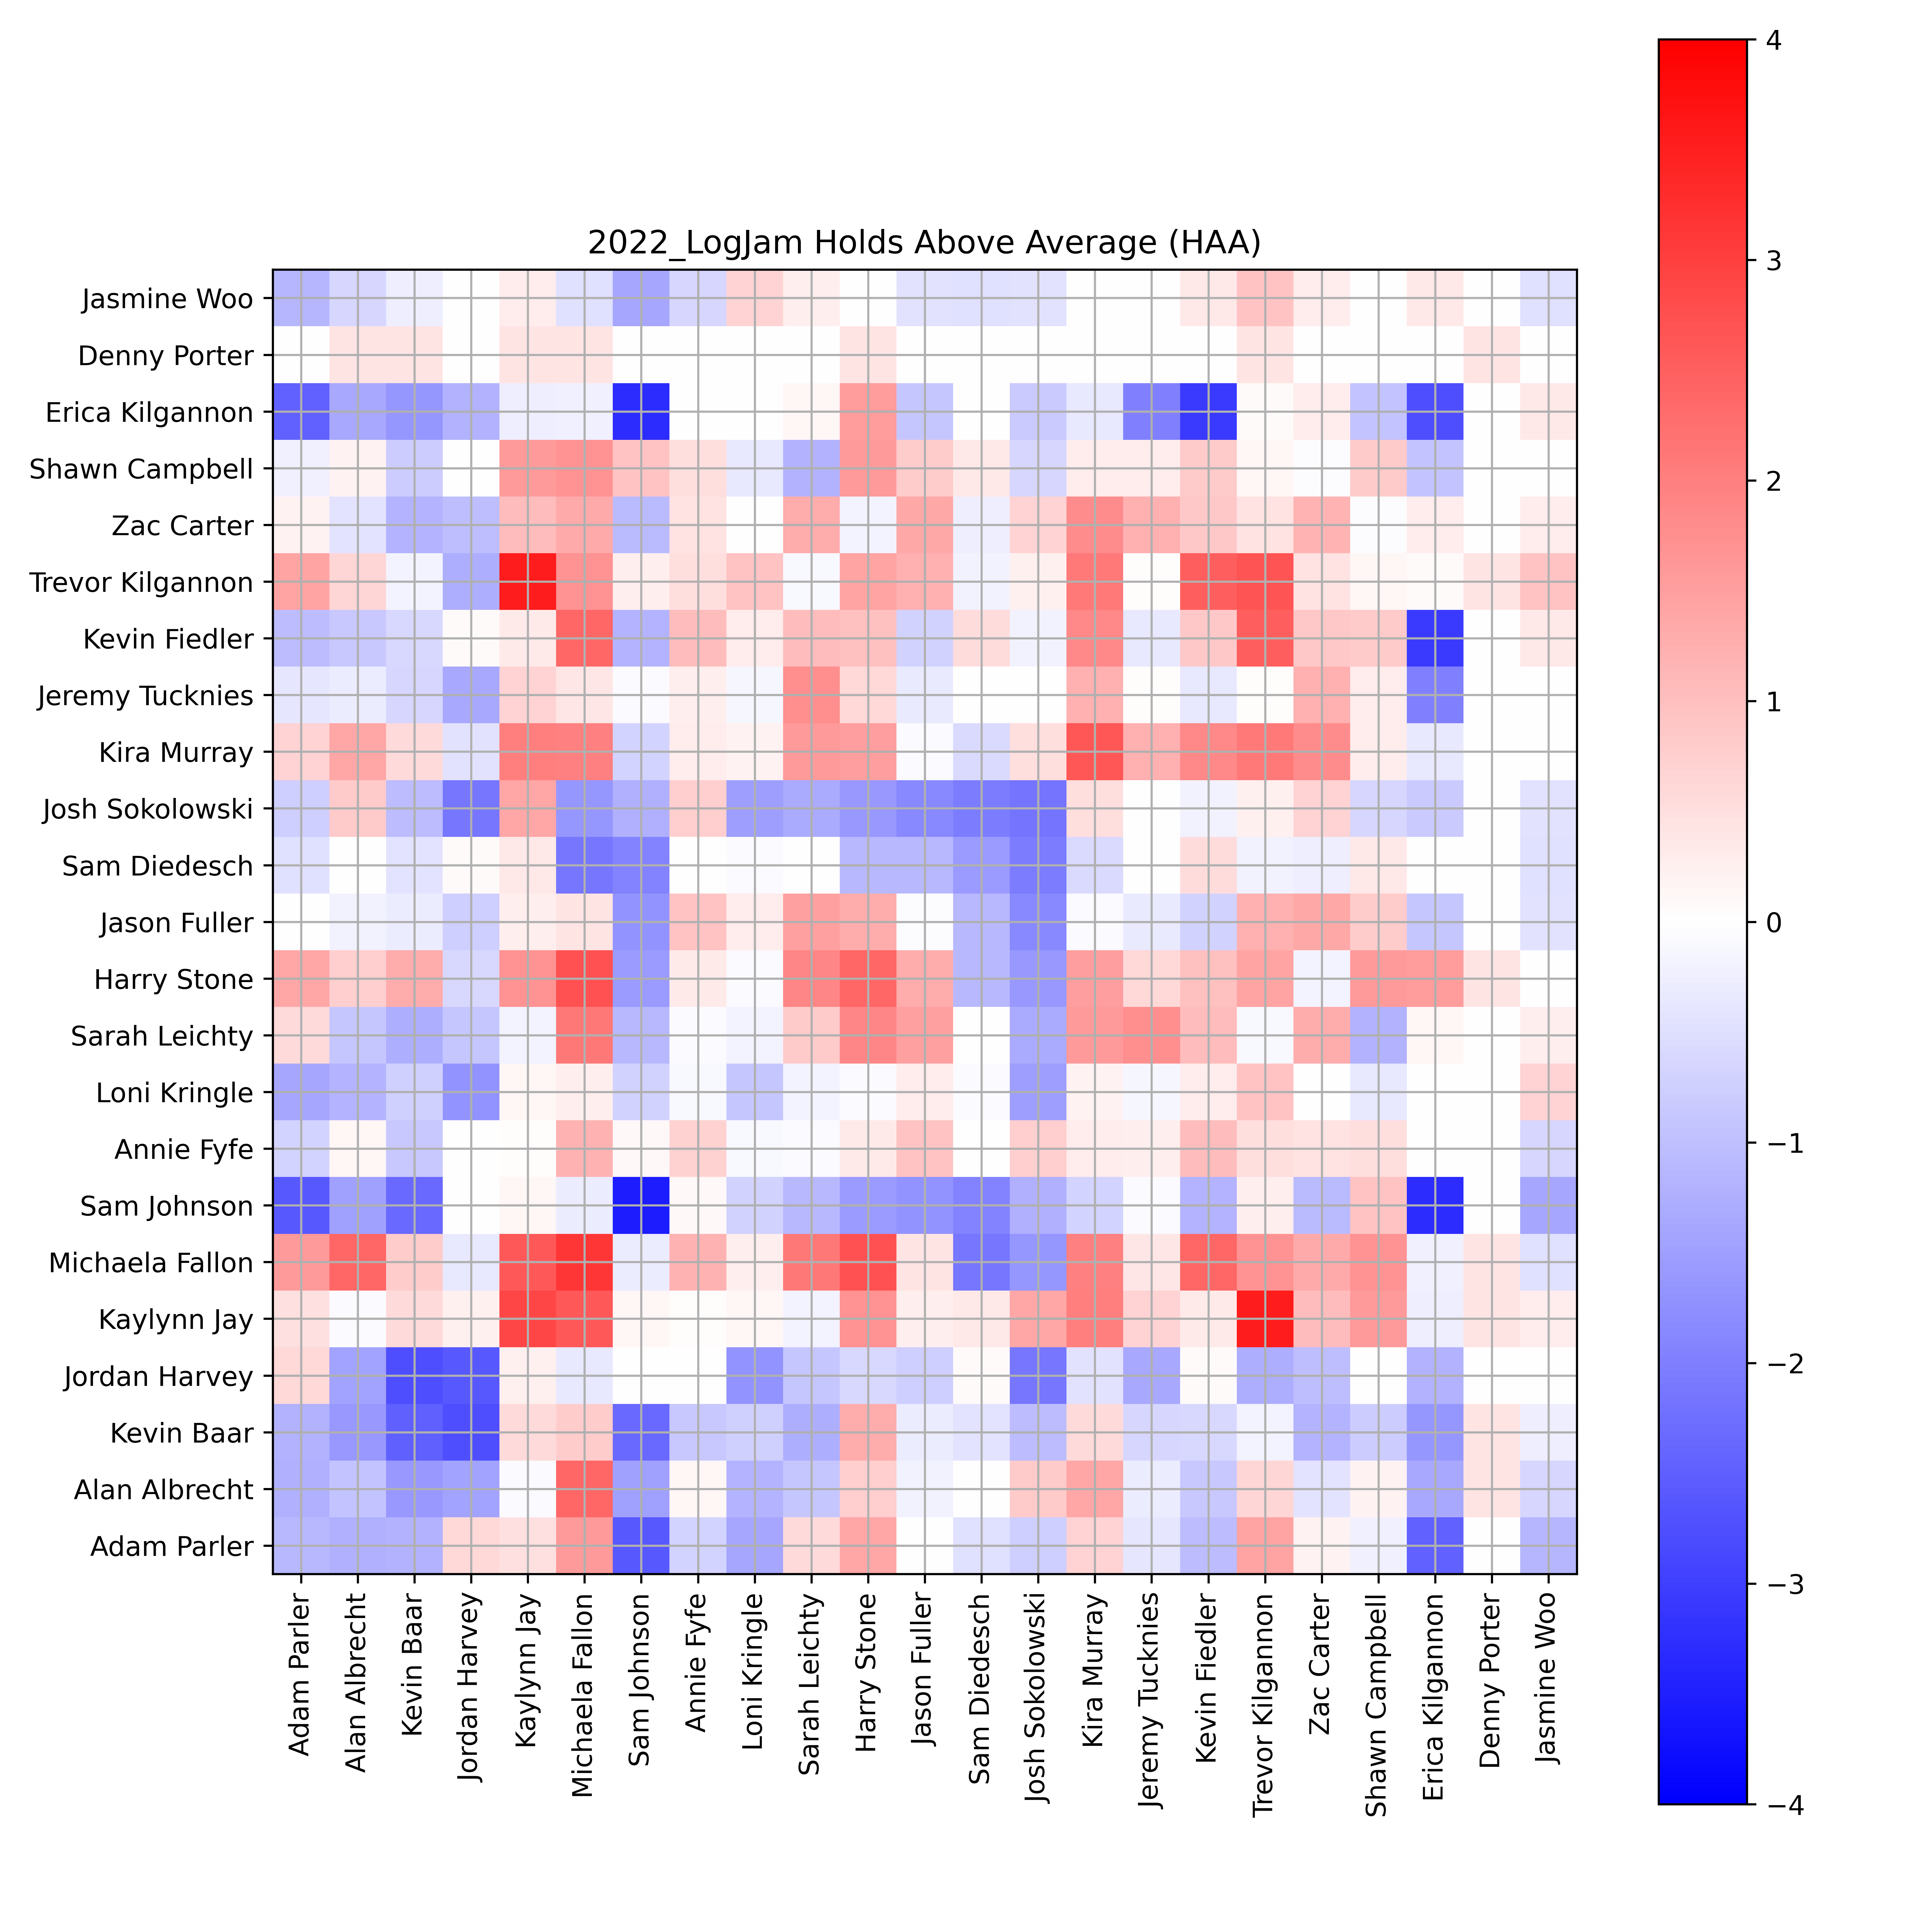 2022_LogJam Holds Above Average (HAA)
Jasmine Woo
Denny Porter
Erica Kilgannon
Shawn Campbell
Zac Carter
Trevor Kilgannon
Kevin Fiedler
Jeremy Tucknies
Kira Murray
Josh Sokolowski
Sam Diedesch
Jason Fuller
Harry Stone
Sarah Leichty
Loni Kringle
Annie Fyfe
Sam Johnson
Michaela Fallon
Kaylynn Jay
Jordan Harvey
Kevin Baar
Alan Albrecht
Adam Parler
Adam Parler
Alan Albrecht
Kevin Baar
Jordan Harvey
Kaylynn Jay
Michaela Fallon
Sam Johnson
Annie Fyfe
Loni Kringle
Sarah Leichty
Harry Stone
Jason Fuller
Sam Diedesch
Josh Sokolowski
Kira Murray
Jeremy Tucknies
Kevin Fiedler
Trevor Kilgannon
Zac Carter
Shawn Campbell
Erica Kilgannon
Denny Porter
Jasmine Woo
4
3
2
1
0
−1
−2
−3
−4